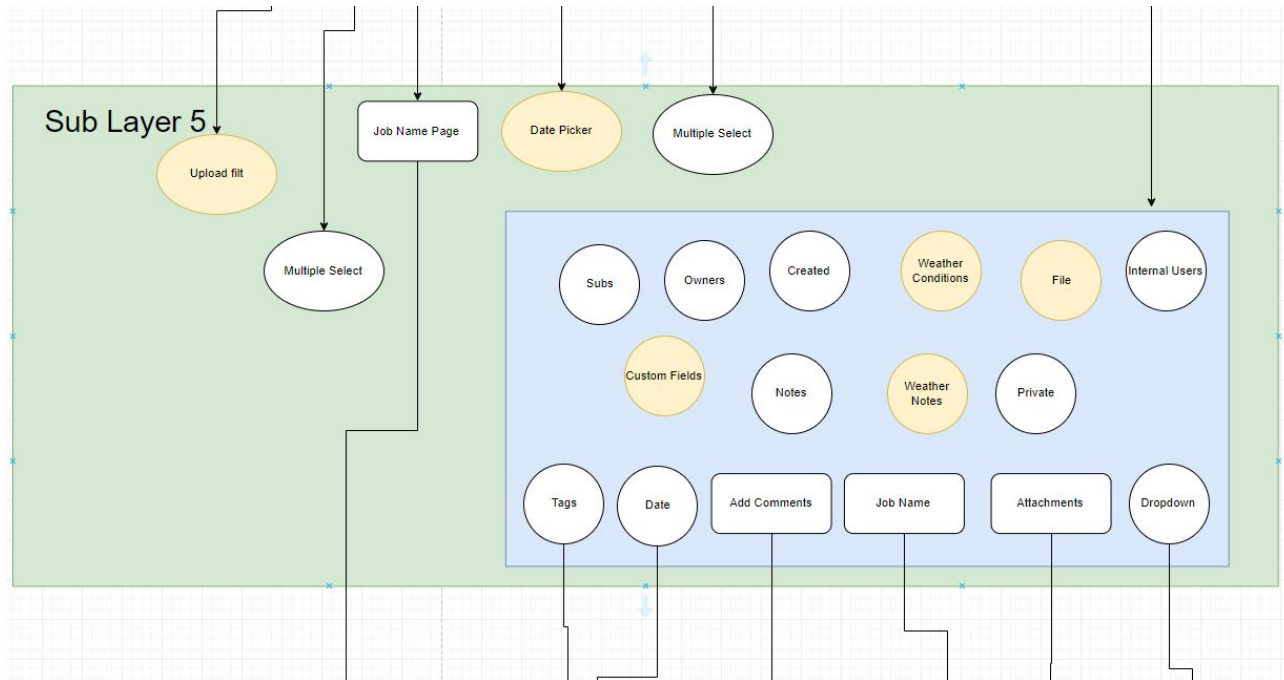 Sub Layer 5
Job Name Page
Date Picker
Multiple Select
Upload filt
Multiple Select
Subs
Owners
Created
Weather
Conditions
File
Internal Users
Custom Fields
Notes
Weather
Notes
Private
Tags
Date
Add Comments
Job Name
Attachments
Dropdown